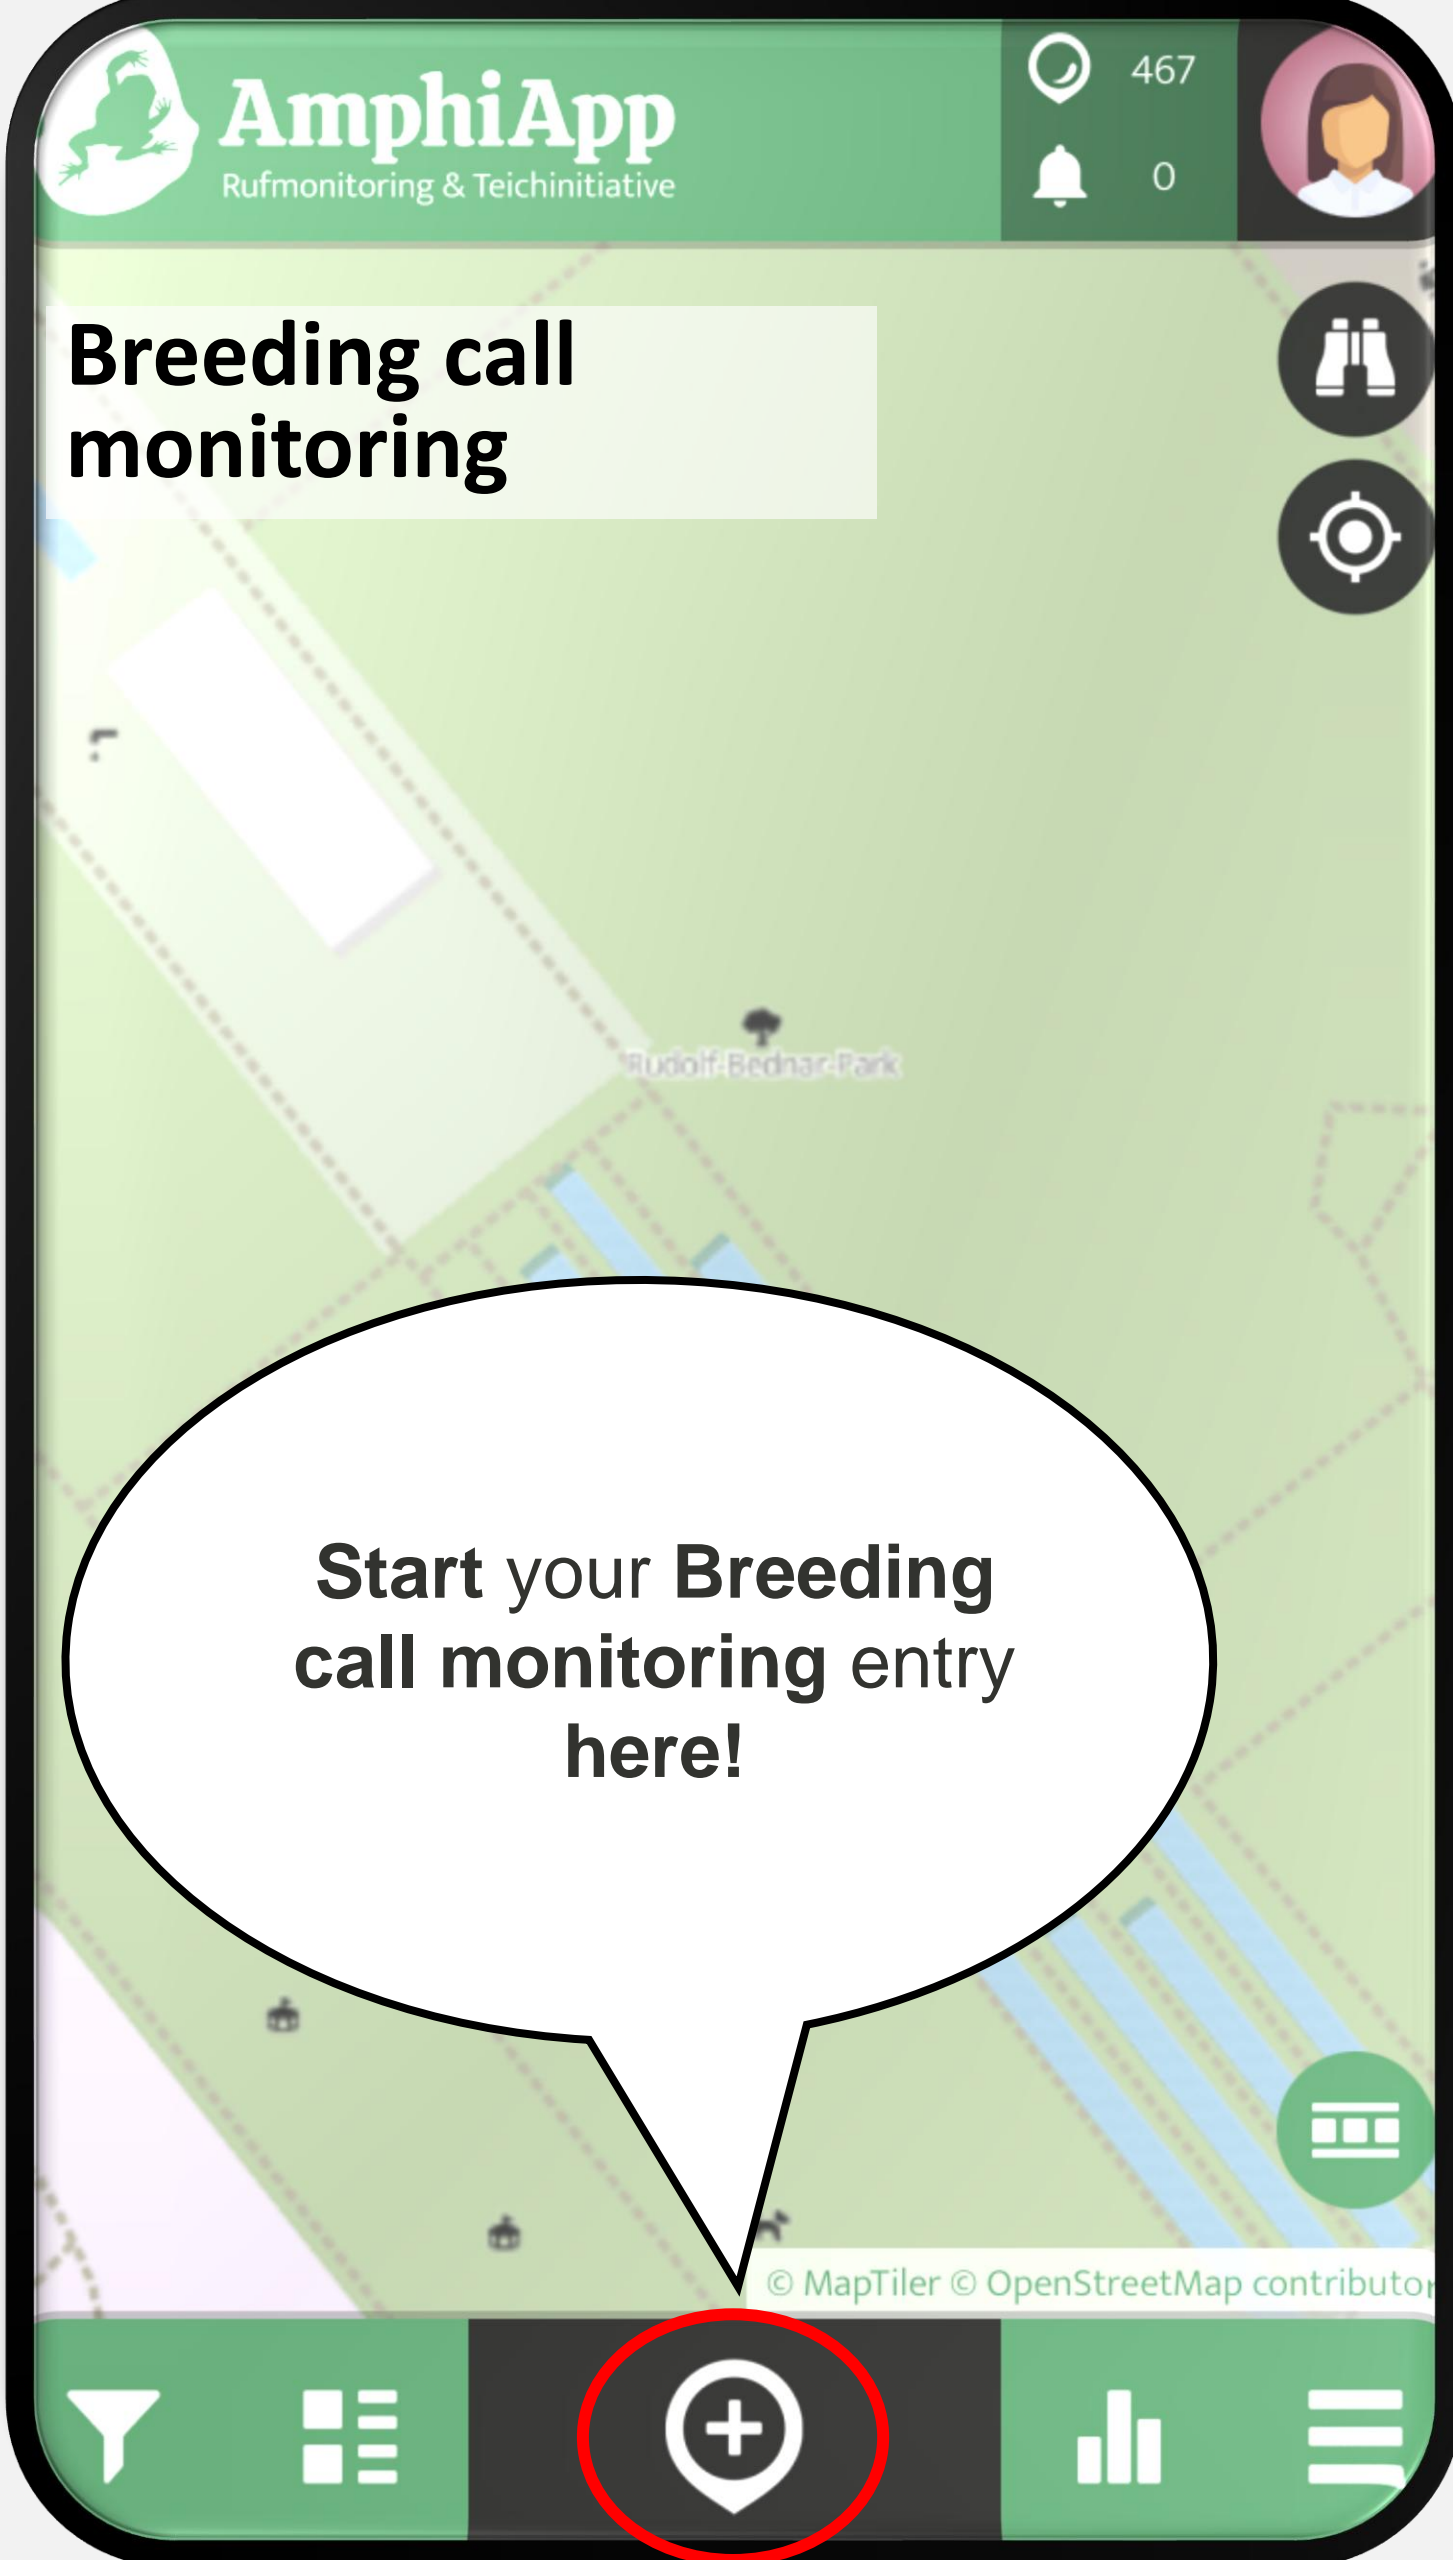 AmphiApp
Rufmonitoring & Teichinitiative
467
0
Breeding call
monitoring
Rudolf-Bednar-Park
Start your Breeding
call monitoring entry
here!
© MapTiler © OpenStreetMap contributor